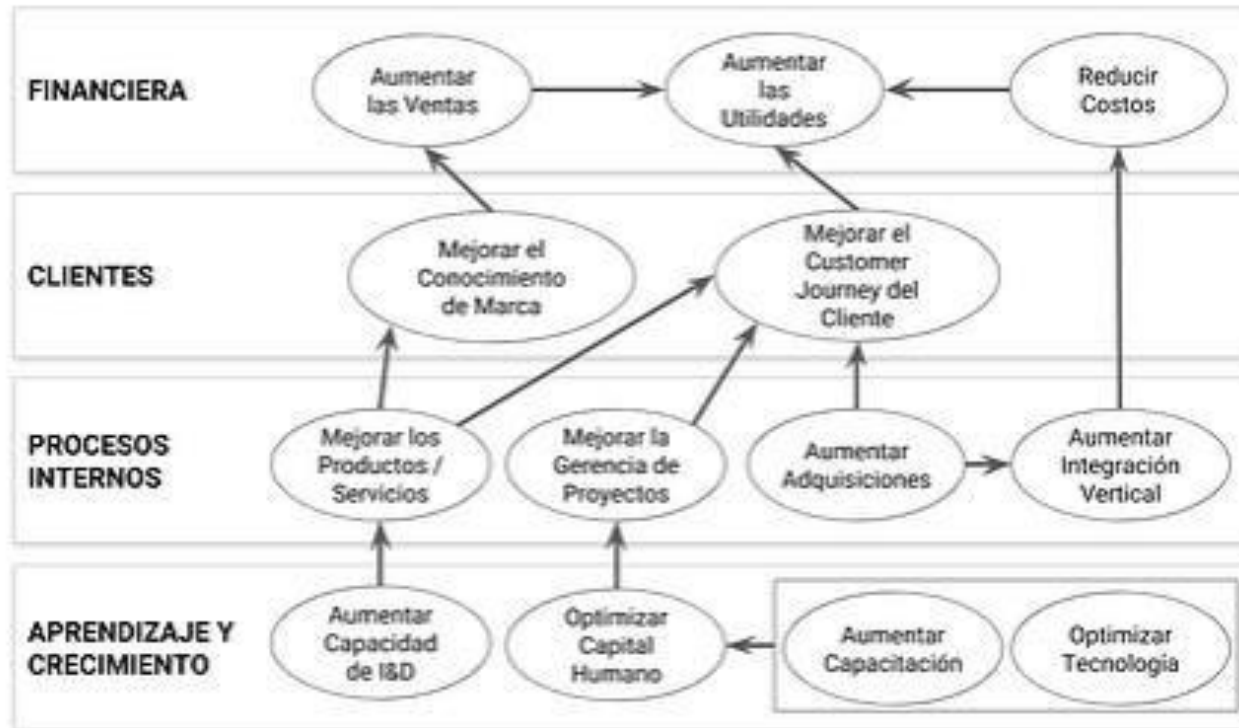 FINANCIERA
Aumentar
las Ventas
Aumentar
las
Utilidades
Reducir
Costos
CLIENTES
Mejorar el
Conocimiento
de Marca
Mejorar el
Customer
Journey del
Cliente
PROCESOS
INTERNOS
Mejorar los
Productos /
Servicios
Mejorar la
Gerencia de
Proyectos
Aumentar
Adquisiciones
Aumentar
Integración
Vertical
APRENDIZAJE Y
CRECIMIENTO
Aumentar
Capacidad
de I&D
Optimizar
Capital
Humano
Aumentar
Capacitación
Optimizar
Tecnologia